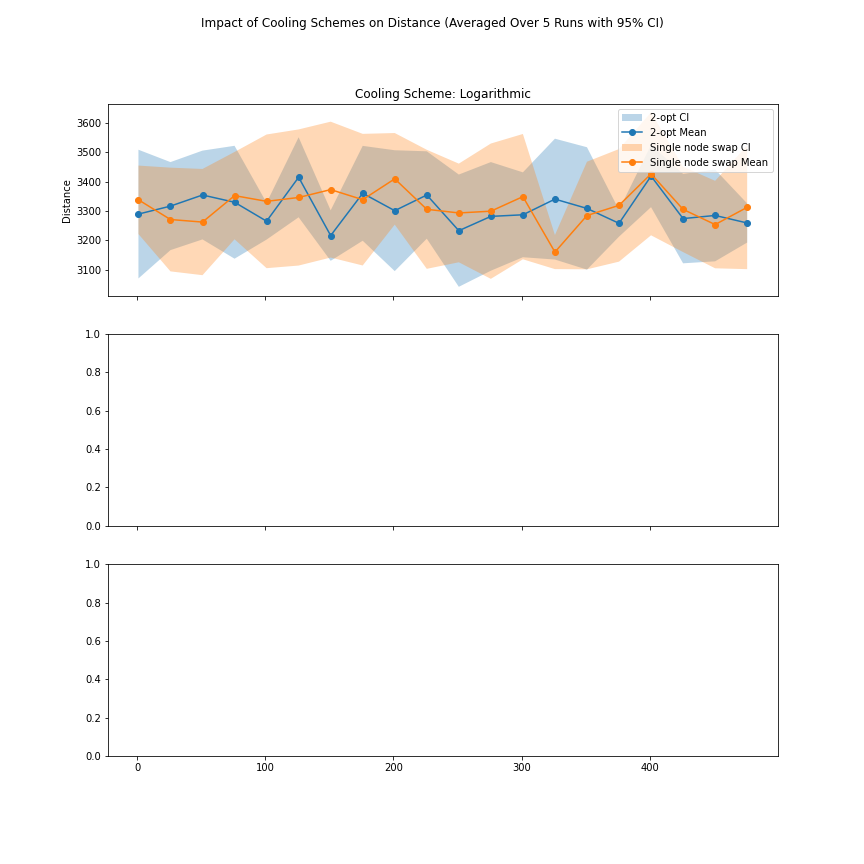 Impact of Cooling Schemes on Distance (Averaged Over 5 Runs with 95% CI)
Cooling Scheme: Logarithmic
Distance
3600
3500
3400
3300
3200
3100
2-opt CI
2-opt Mean
Single node swap CI
Single node swap Mean
1.0
0.8
0.6
0.4
0.2
0.0
1.0
0.8
0.6
0.4
0.2
0.0
0 100 200 300 400